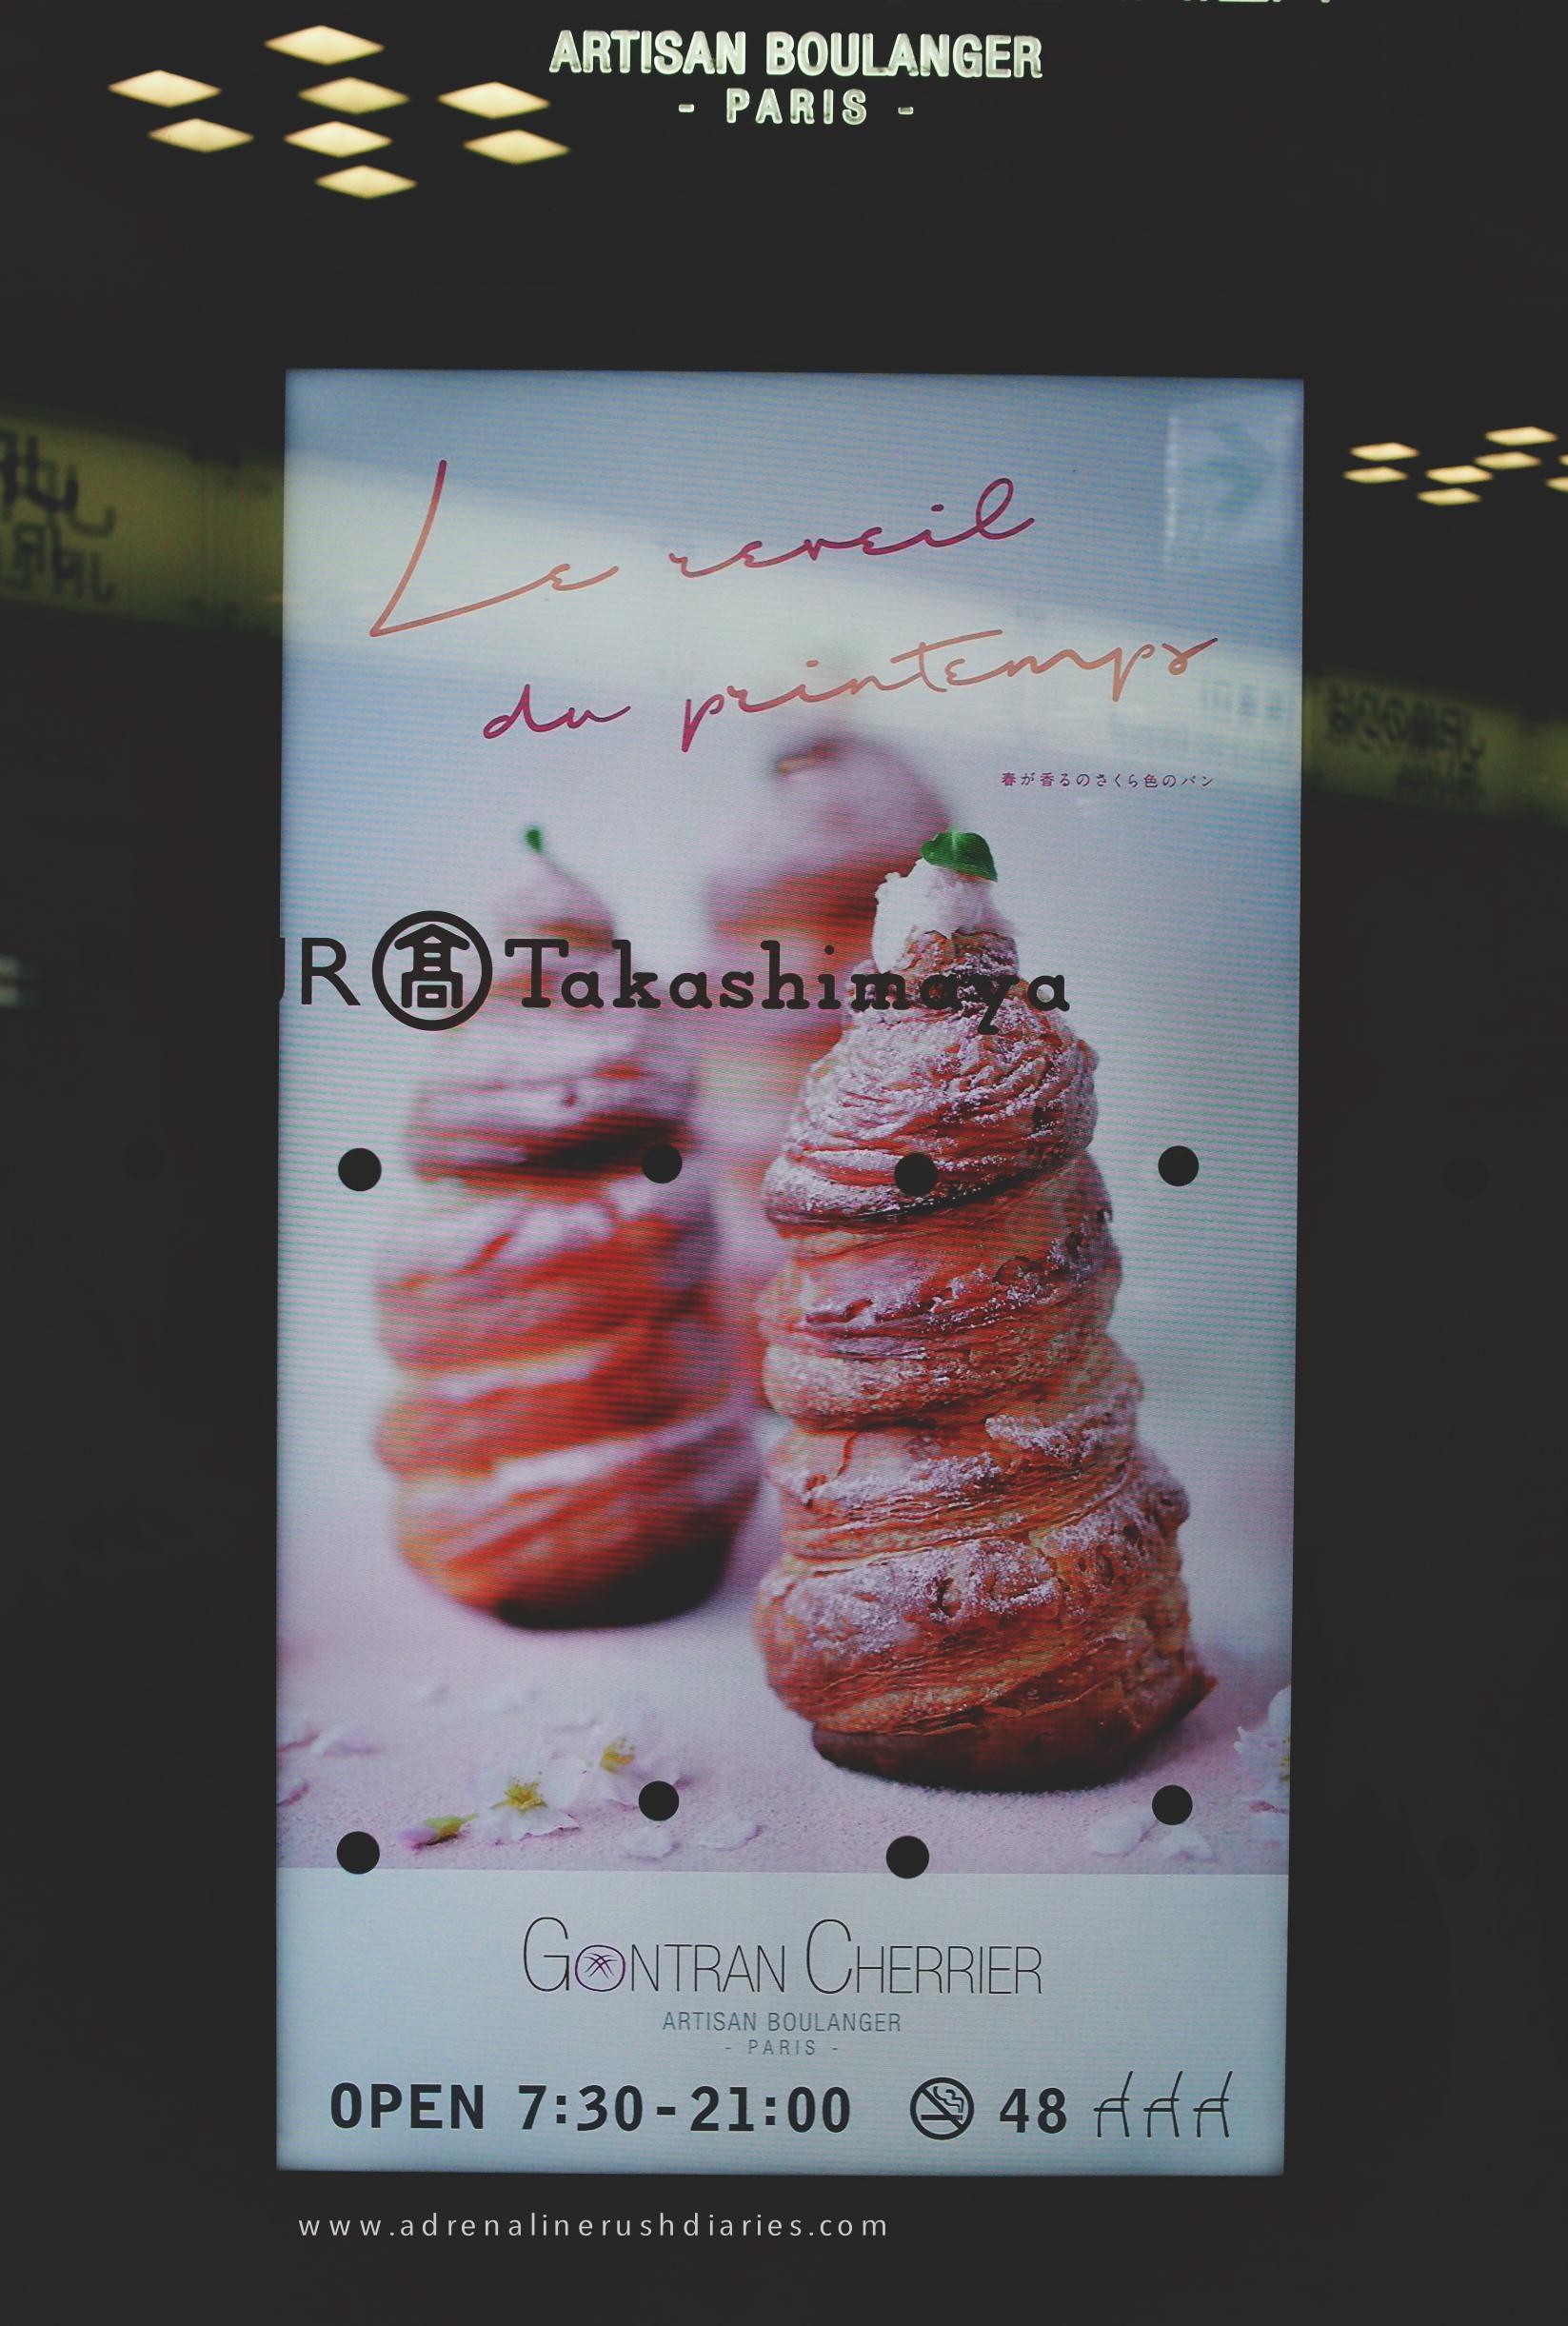 ARTISAN BOULANGER
- PARIS -
Le reveil
du printemps
春が香るのさくら色のパン
JR 髙 Takashimaya
GONTRAN CHERRIER
ARTISAN BOULANGER
- PARIS -
OPEN 7:30-21:00 48
www.adrenalinerushdiaries.com